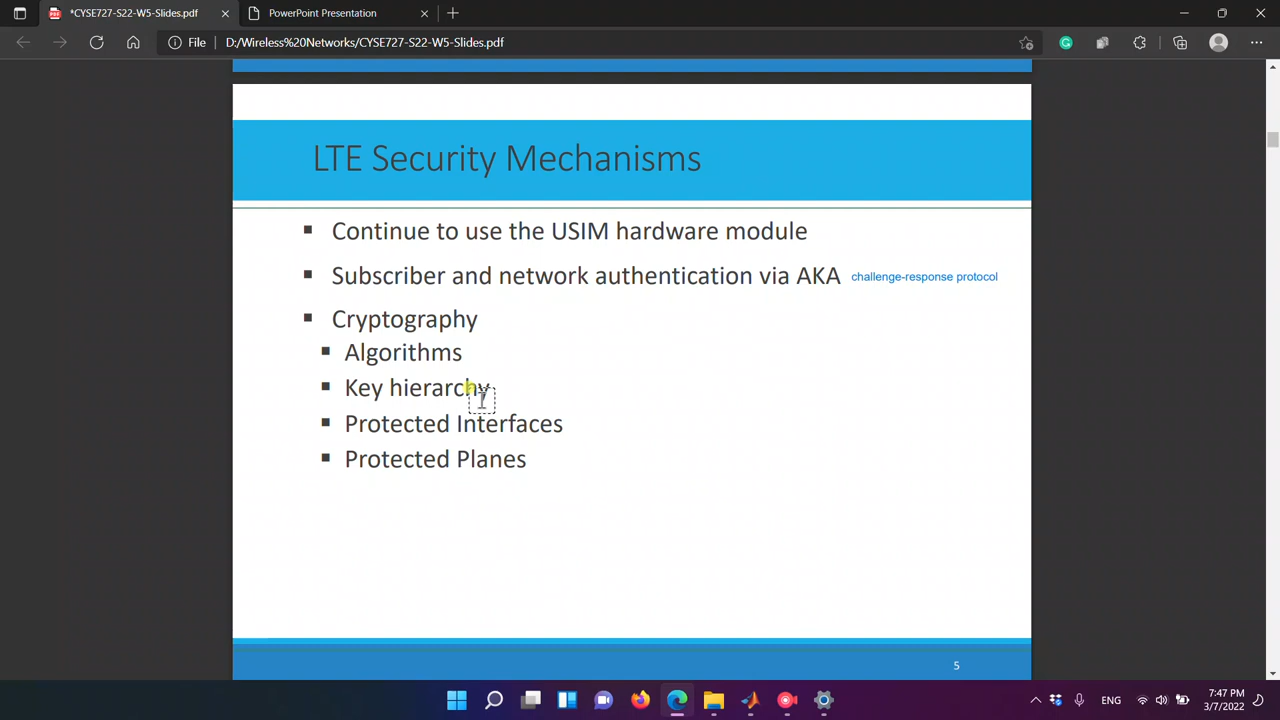 *CYSE727-S22-W5-Slides.pdf
PowerPoint Presentation
File
D:/Wireless%20Networks/CYSE727-S22-W5-Slides.pdf
LTE Security Mechanisms
Continue to use the USIM hardware module
Subscriber and network authentication via AKA challenge-response protocol
Cryptography
Algorithms
Key hierarchy
Protected Interfaces
Protected Planes
5
ENG
7:47 PM
3/7/2022